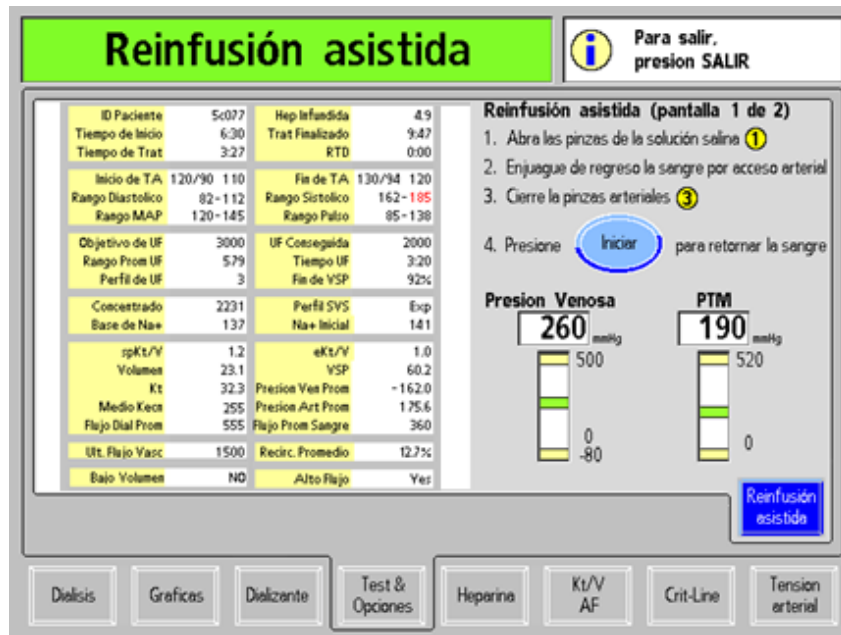 Reinfusión asistida
Para salir,
presion SALIR
ID Paciente 5c077 Hep Infundida 4.9
Tiempo de Inicio 6:30 Trat Finalizado 9:47
Tiempo de Trat 3:27 RTD 0:00
Inicio de TA 120/90 110 Fin de TA 130/94 120
Rango Diastolico 82-112 Rango Sistolico 162-185
Rango MAP 120-145 Rango Pulso 85-138
Objetivo de UF 3000 UF Conseguida 2000
Rango Prom UF 579 Tiempo UF 3:20
Perfil de UF 3 Fin de VSP 92%
Concentrado 2231 Perfil SVS Exp
Base de Na+ 137 Na+ Inicial 141
spKt/V 1.2 eKt/V 1.0
Volumen 23.1 VSP 60.2
Kt 32.3 Presion Ven Prom -162.0
Medio Kecn 255 Presion Art Prom 175.6
Flujo Dial Prom 555 Flujo Prom Sangre 360
Ult. Flujo Vasc 1500 Recirc. Promedio 12.7%
Bajo Volumen NO Alto Flujo Yes
Reinfusión asistida (pantalla 1 de 2)
1. Abra las pinzas de la solución salina 1
2. Enjuague de regreso la sangre por acceso arterial
3. Cierre la pinzas arteriales 3
4. Presione Iniciar para retornar la sangre
Presion Venosa PTM
260 mmHg 190 mmHg
500 520
0 0
-80
Reinfusión
asistida
Dialisis Graficas Dializante Test & Opciones Heparina Kt/V AF Crit-Line Tension arterial